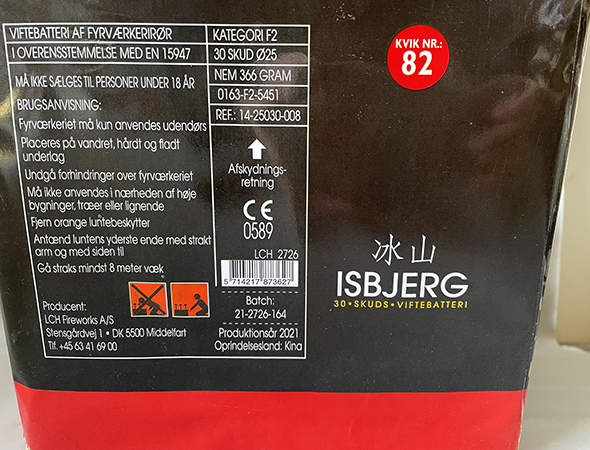 VIFTEBATTERI AF FYRVÆRKERIRØR
I OVERENSSTEMMELSE MED EN 15947
MÅ IKKE SÆLGES TIL PERSONER UNDER 18 ÅR
BRUGSANVISNING:
Fyrværkeriet må kun anvendes udendørs
Placeres på vandret, hårdt og fladt
underlag
Undgå forhindringer over fyrværkeriet
Må ikke anvendes i nærheden af høje
bygninger, træer eller lignende
Fjern orange luntebeskytter
Antænd luntens yderste ende med strakt
arm og med siden til
Gå straks mindst 8 meter væk
Producent:
LCH Fireworks A/S
Stensgårdvej 1 • DK 5500 Middelfart
Tlf. +45 63 41 69 00
KATEGORI F2
30 SKUD Ø25
NEM 366 GRAM
0163-F2-5451
REF.: 14-25030-008
Afskydnings-
retning
CE
0589
LCH 2726
5 714217 873627
Batch:
21-2726-164
Produktionsår 2021
Oprindelsesland: Kina
KVIK NR.:
82
冰山
ISBJERG
30•SKUDS•VIFTEBATTERI